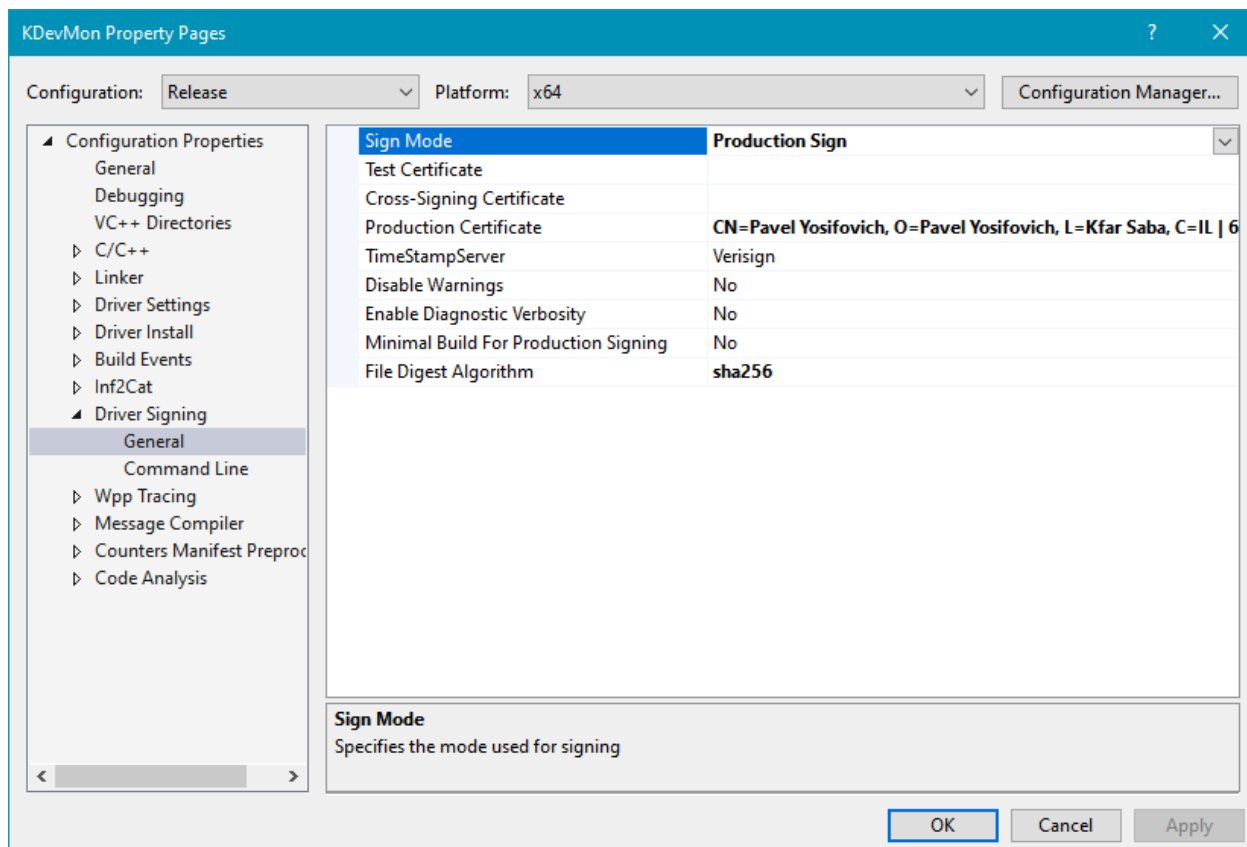 KDevMon Property Pages
Configuration: Release Platform: x64 Configuration Manager...
Configuration Properties
General
Debugging
VC++ Directories
C/C++
Linker
Driver Settings
Driver Install
Build Events
Inf2Cat
Driver Signing
General
Command Line
Wpp Tracing
Message Compiler
Counters Manifest Preproc
Code Analysis
Sign Mode Production Sign
Test Certificate
Cross-Signing Certificate
Production Certificate CN=Pavel Yosifovich, O=Pavel Yosifovich, L=Kfar Saba, C=IL | 6
TimeStampServer Verisign
Disable Warnings No
Enable Diagnostic Verbosity No
Minimal Build For Production Signing No
File Digest Algorithm sha256
Sign Mode
Specifies the mode used for signing
OK Cancel Apply